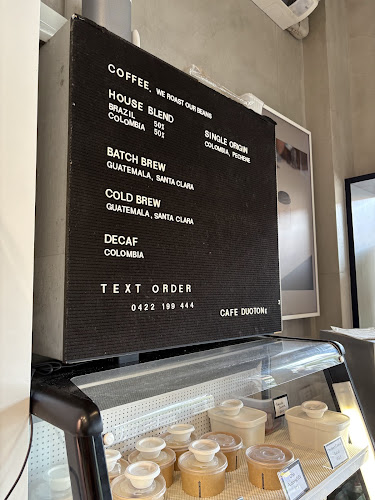 COFFEE. WE ROAST OUR BEANS
HOUSE BLEND
BRAZIL 50%
COLOMBIA 50%
SINGLE ORIGIN
COLOMBIA, PECHERE
BATCH BREW
GUATEMALA, SANTA CLARA
COLD BREW
GUATEMALA, SANTA CLARA
DECAF
COLOMBIA
TEXT ORDER
0422 199 444
CAFE DUOTONE